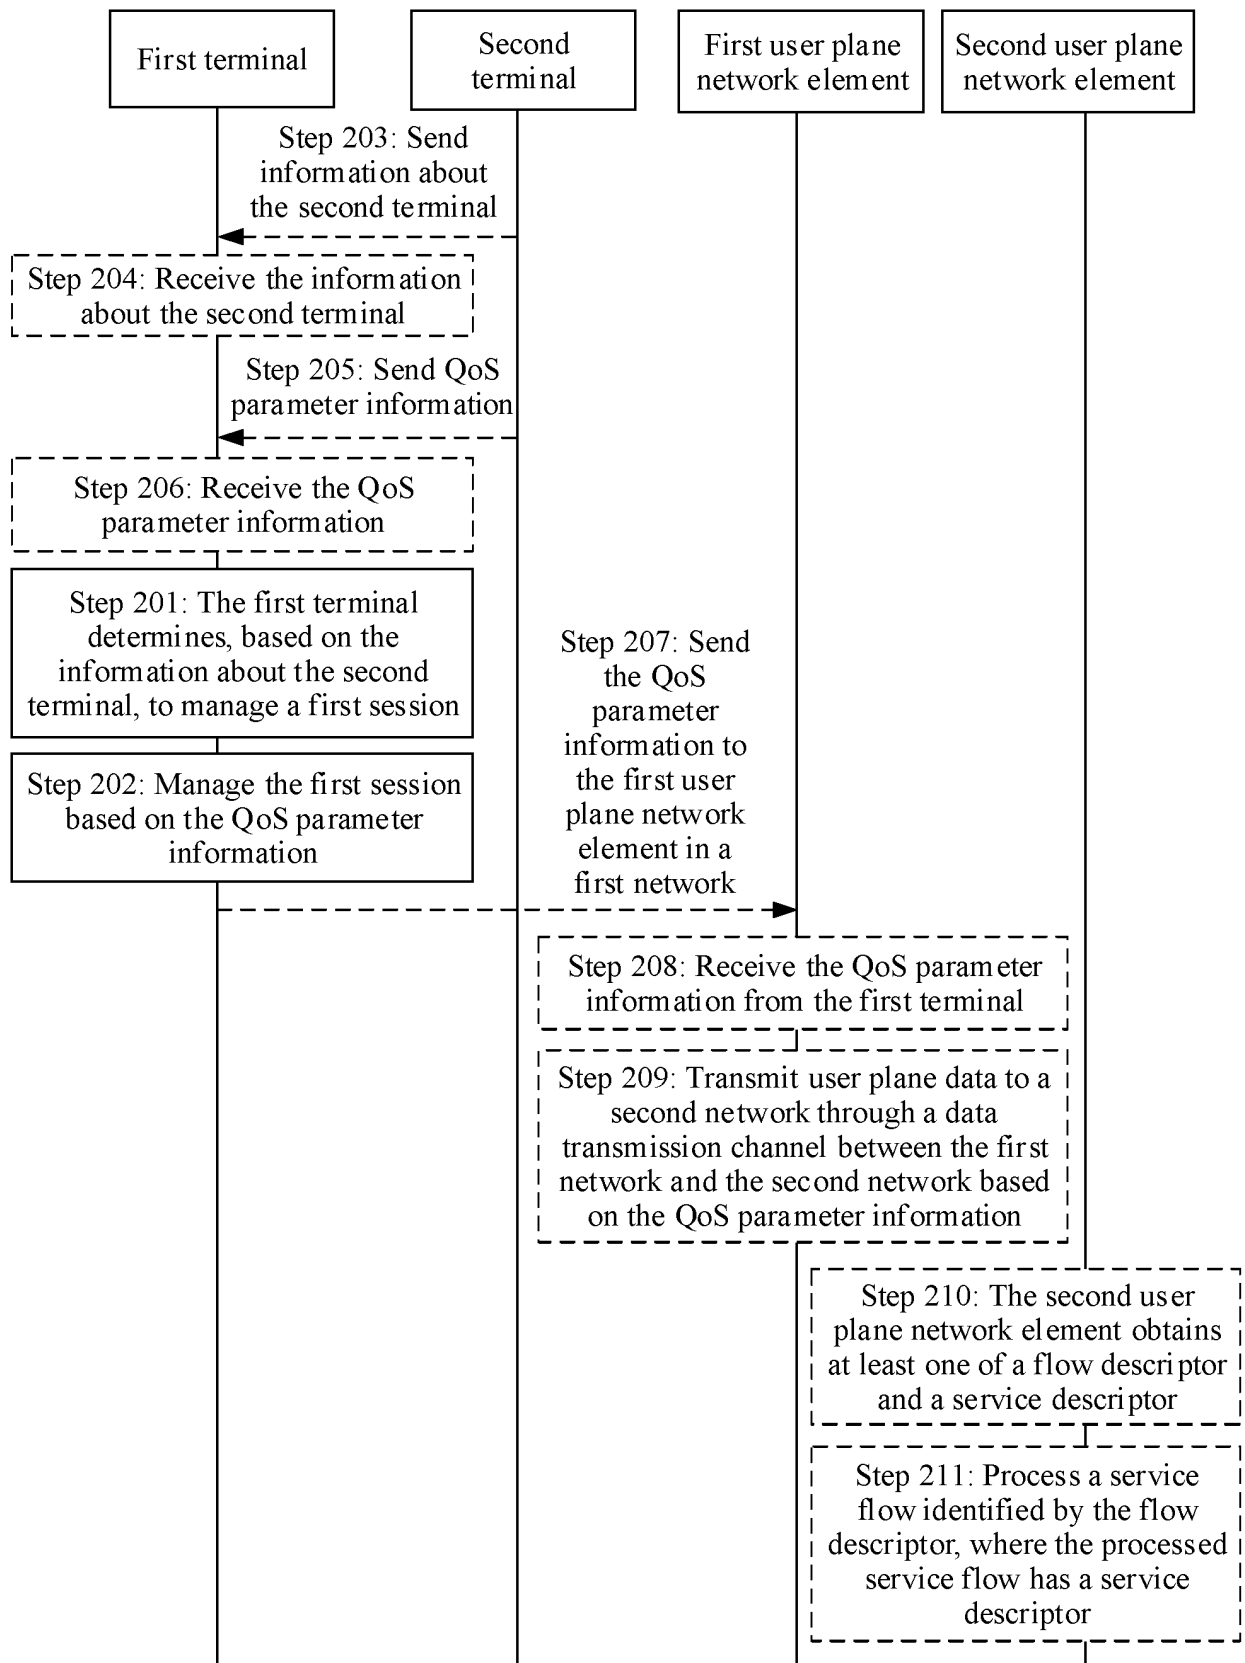 First terminal
Second
terminal
First user plane
network element
Second user plane
network element
Step 203: Send
information about
the second terminal
Step 204: Receive the information
about the second terminal
Step 205: Send QoS
parameter information
Step 206: Receive the QoS
parameter information
Step 201: The first terminal
determines, based on the
information about the second
terminal, to manage a first session
Step 202: Manage the first session
based on the QoS parameter
information
Step 207: Send
the QoS
parameter
information to
the first user
plane network
element in a
first network
Step 208: Receive the QoS parameter
information from the first terminal
Step 209: Transmit user plane data to a
second network through a data
transmission channel between the first
network and the second network based
on the QoS parameter information
Step 210: The second user
plane network element obtains
at least one of a flow descriptor
and a service descriptor
Step 211: Process a service
flow identified by the flow
descriptor, where the processed
service flow has a service
descriptor